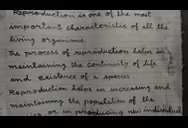 Reproduction is one of the most
important characteristic of all the
living organisms
The process of reproduction helps in
maintaining the continuity of life
and existence of a species
Reproduction helps in increasing and
maintaining the population of the
or in producing new individual